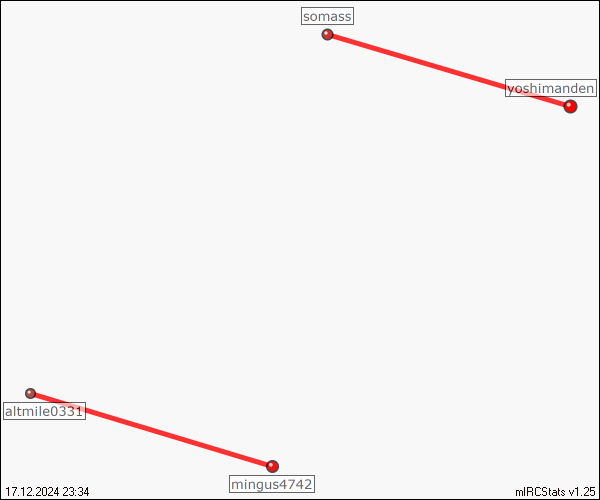 somass
yoshimanden
altmile0331
mingus4742
17.12.2024 23:34
mIRCStats v1.25